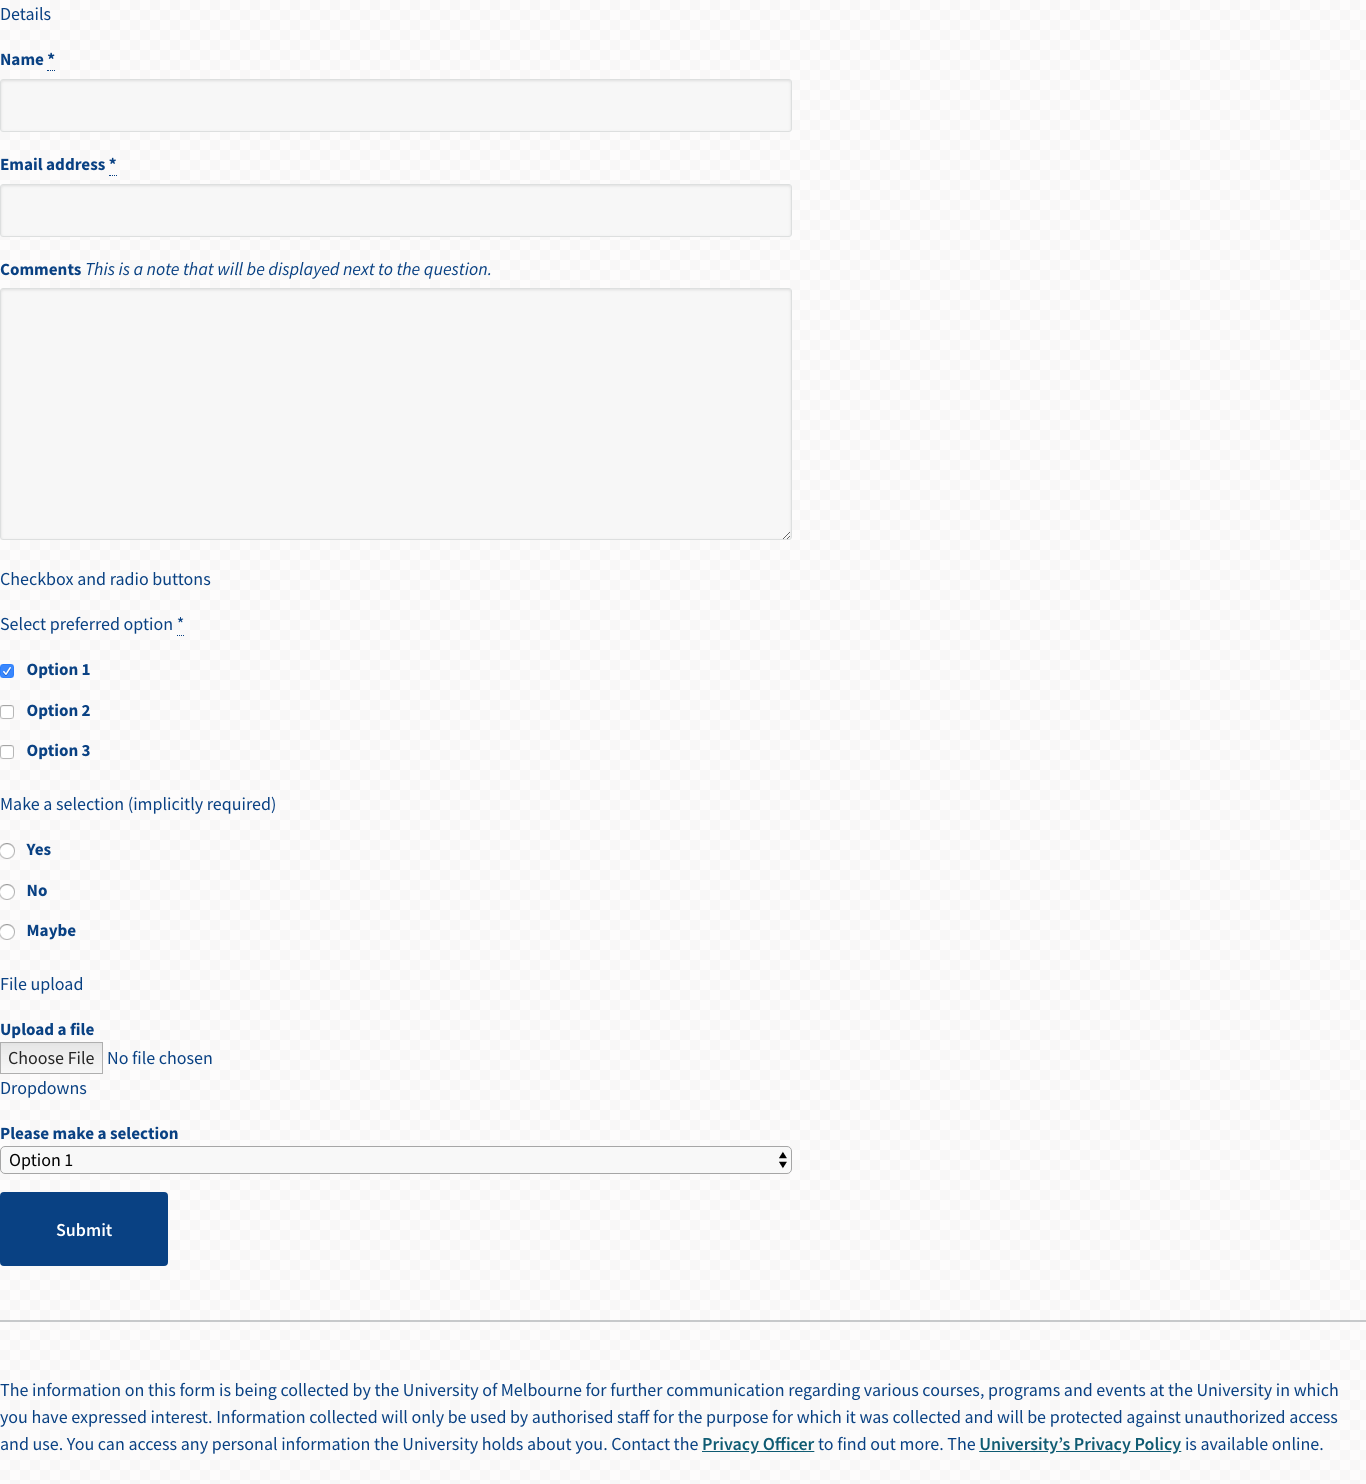 Details
Name *
Email address *
Comments This is a note that will be displayed next to the question.
Checkbox and radio buttons
Select preferred option *
Option 1
Option 2
Option 3
Make a selection (implicitly required)
Yes
No
Maybe
File upload
Upload a file
Choose File No file chosen
Dropdowns
Please make a selection
Option 1
Submit
The information on this form is being collected by the University of Melbourne for further communication regarding various courses, programs and events at the University in which
you have expressed interest. Information collected will only be used by authorised staff for the purpose for which it was collected and will be protected against unauthorized access
and use. You can access any personal information the University holds about you. Contact the Privacy Officer to find out more. The University’s Privacy Policy is available online.